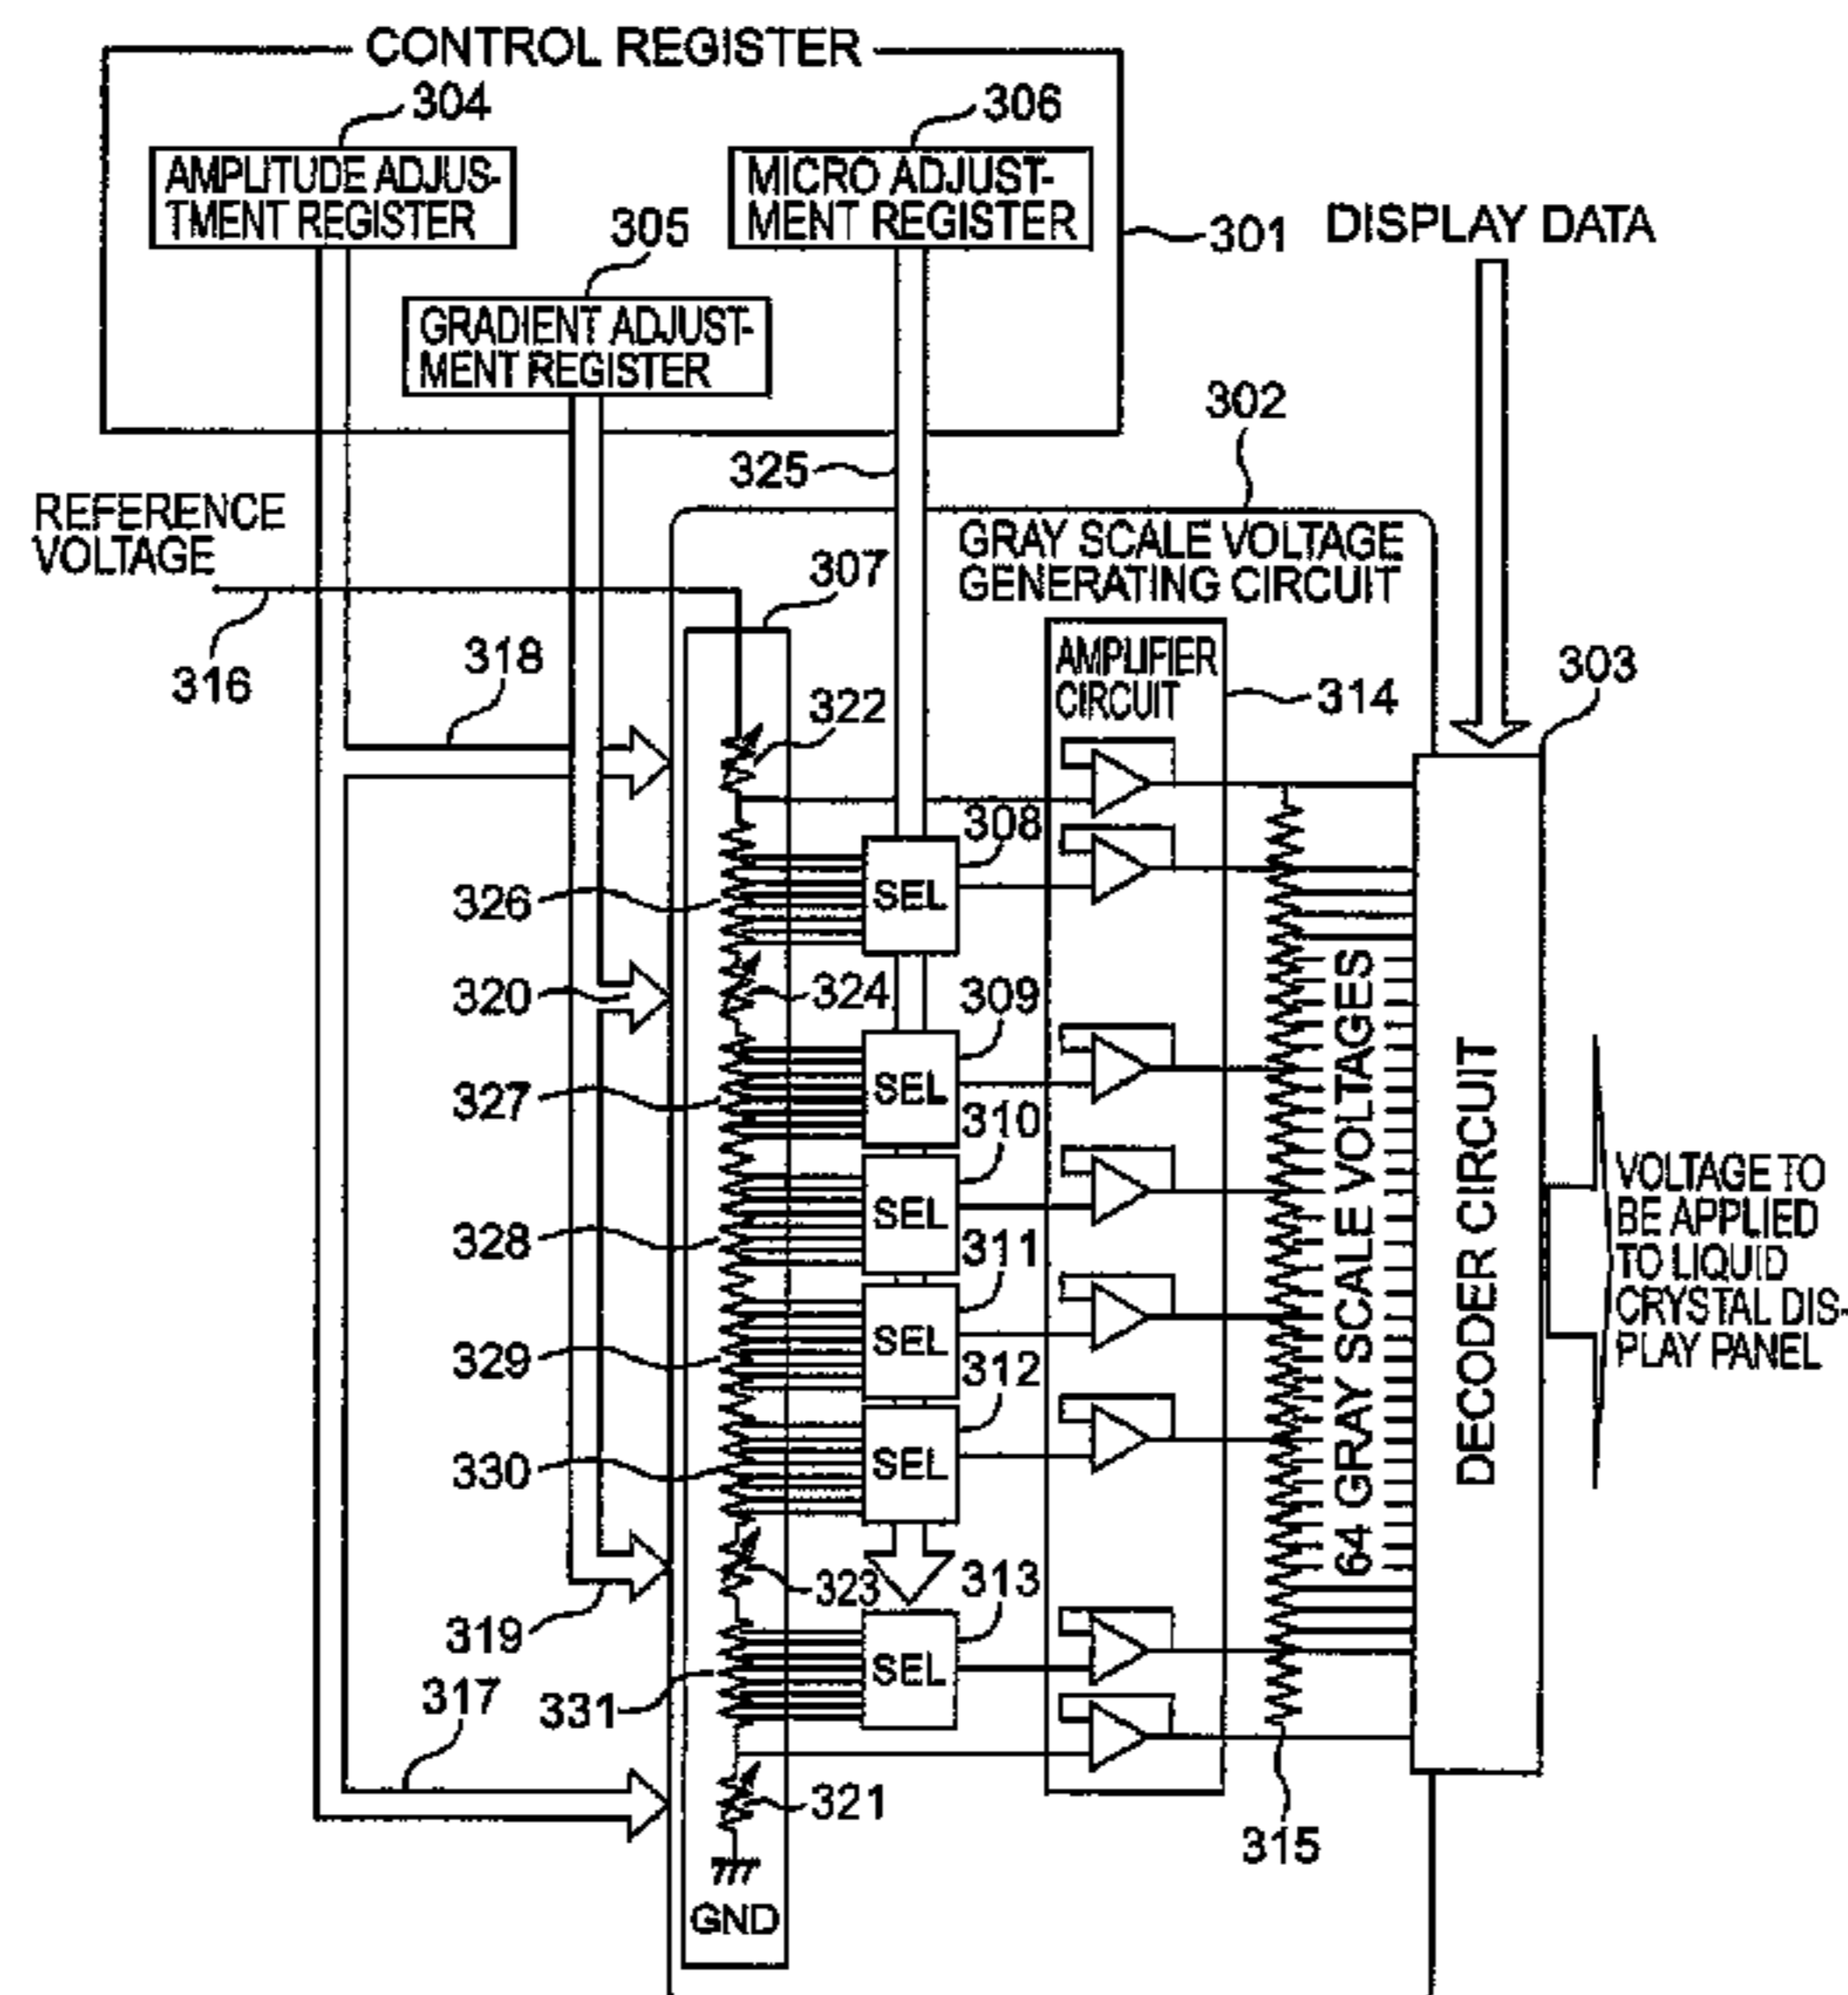 CONTROL REGISTER
304
306
AMPLITUDE ADJUS-
TMENT REGISTER
MICRO ADJUST-
MENT REGISTER
305
301
DISPLAY DATA
GRADIENT ADJUST-
MENT REGISTER
302
325
REFERENCE
VOLTAGE
GRAY SCALE VOLTAGE
GENERATING CIRCUIT
307
316
318
AMPLIFIER
CIRCUIT
303
314
322
308
SEL
326
320
324
309
SEL
327
310
SEL
328
311
SEL
329
312
SEL
330
323
313
SEL
319
331
317
321
315
GND
64 GRAY SCALE VOLTAGES
DECODER CIRCUIT
VOLTAGE TO
BE APPLIED
TO LIQUID
CRYSTAL DIS-
PLAY PANEL